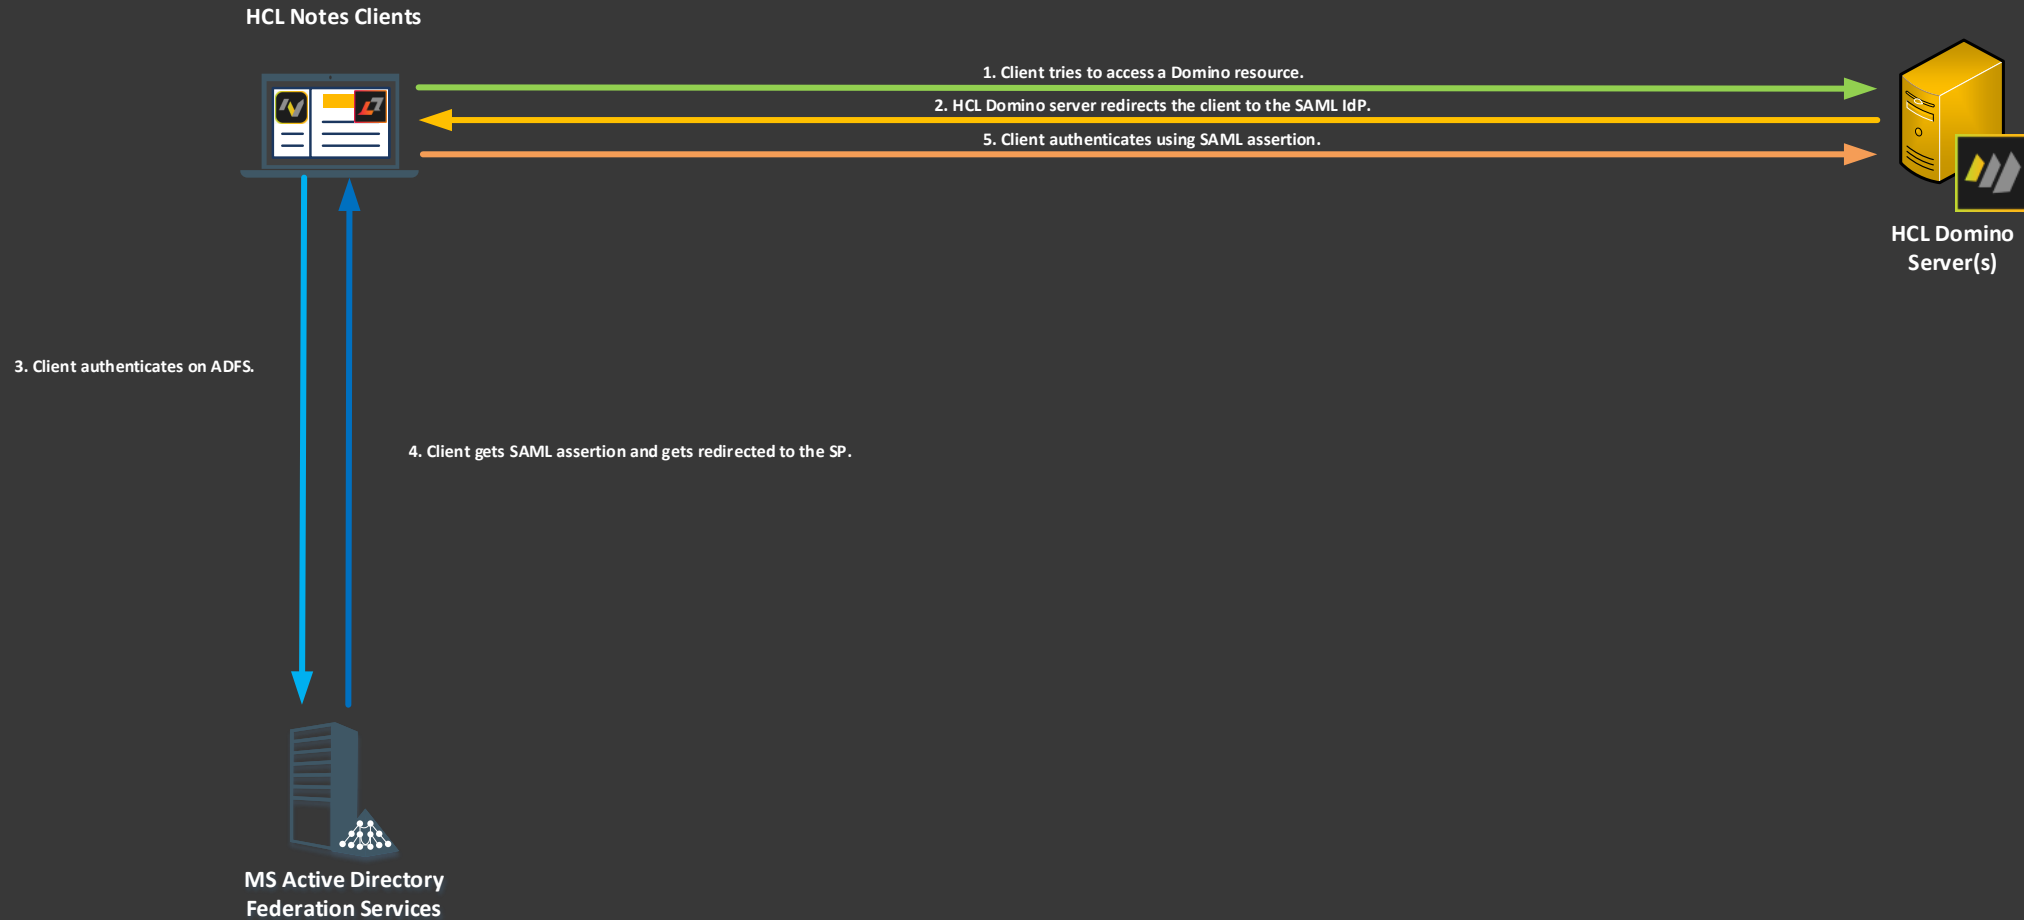 HCL Notes Clients
1. Client tries to access a Domino resource.
2. HCL Domino server redirects the client to the SAML IdP.
5. Client authenticates using SAML assertion.
HCL Domino
Server(s)
3. Client authenticates on ADFS.
4. Client gets SAML assertion and gets redirected to the SP.
MS Active Directory
Federation Services